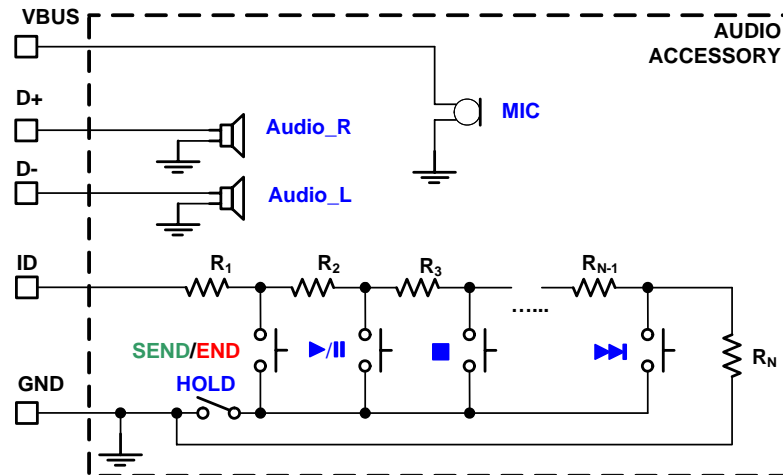 VBUS
AUDIO
ACCESSORY
D+
Audio_R
MIC
D-
Audio_L
ID
R1
R2
R3
RN-1
......
SEND/END
RN
GND
HOLD